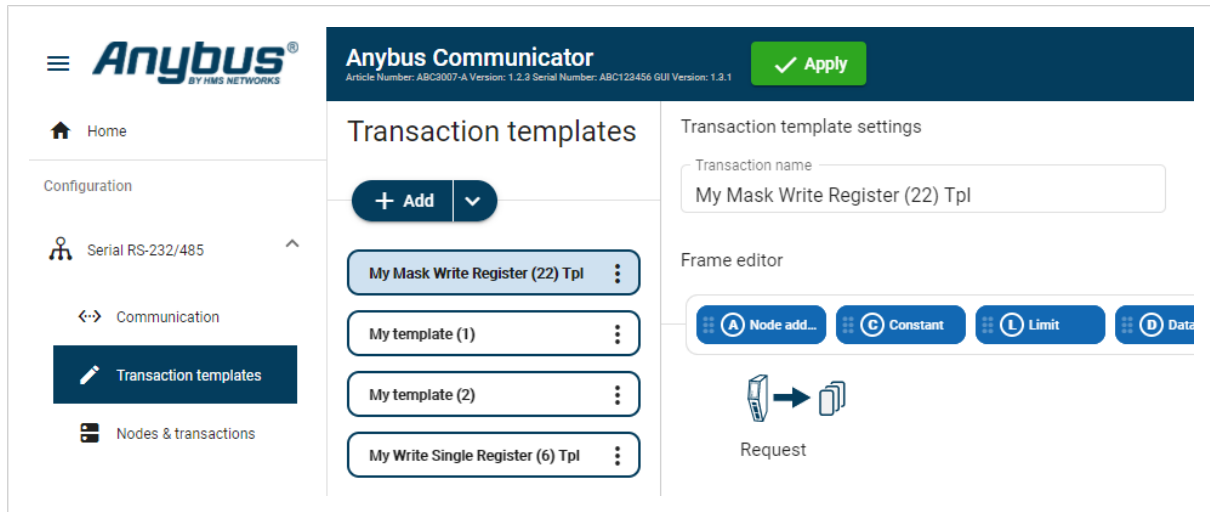 Anybus®
BY HMS NETWORKS
Home
Configuration
Serial RS-232/485
Communication
Transaction templates
Nodes & transactions
Anybus Communicator
Article Number: ABC3007-A Version: 1.2.3 Serial Number: ABC123456 GUI Version: 1.3.1
Apply
Transaction templates
Add
My Mask Write Register (22) Tpl
My template (1)
My template (2)
My Write Single Register (6) Tpl
Transaction template settings
Transaction name
My Mask Write Register (22) Tpl
Frame editor
A Node add...
C Constant
L Limit
D Data
Request